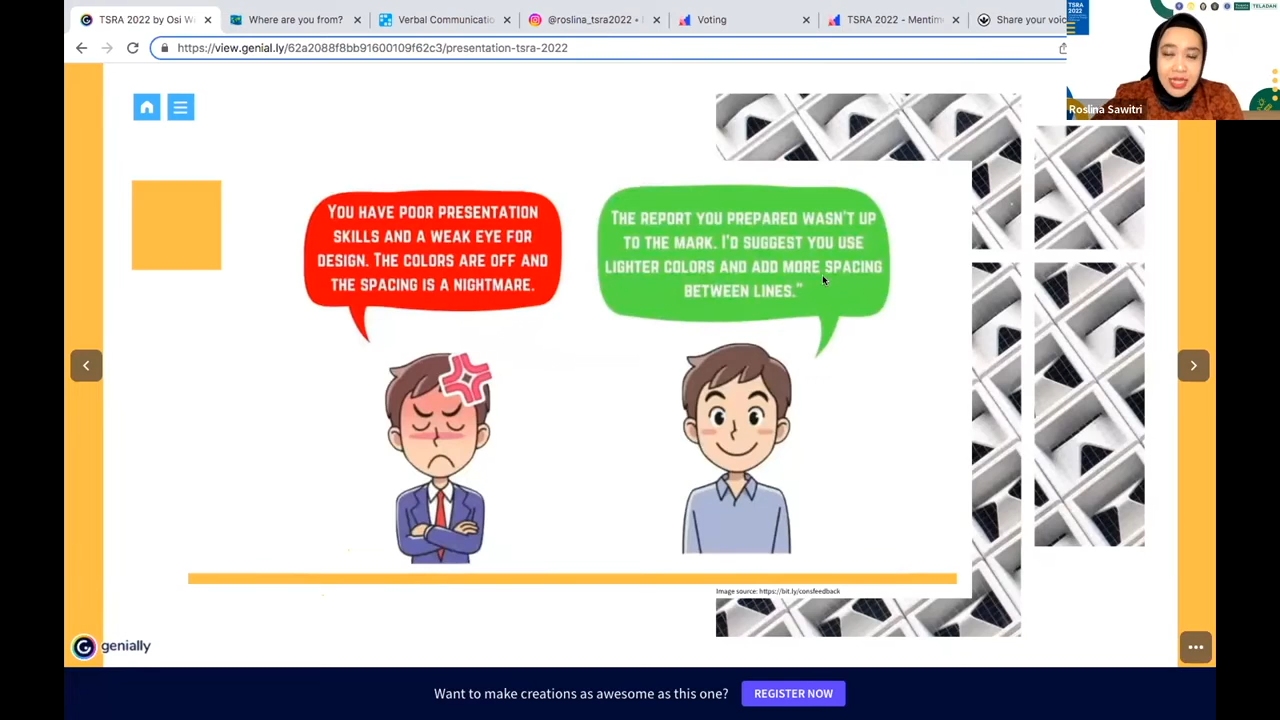 TSRA 2022 by Osi W
Where are you from?
Verbal Communicatio
@roslina_tsra2022 •
Voting
TSRA 2022 - Mentim
Share your voic
https://view.genial.ly/62a2088f8bb91600109f62c3/presentation-tsra-2022
TSRA
2022
TELADAN
Roslina Sawitri
YOU HAVE POOR PRESENTATION
SKILLS AND A WEAK EYE FOR
DESIGN. THE COLORS ARE OFF AND
THE SPACING IS A NIGHTMARE.
THE REPORT YOU PREPARED WASN'T UP
TO THE MARK. I'D SUGGEST YOU USE
LIGHTER COLORS AND ADD MORE SPACING
BETWEEN LINES."
Image source: https://bit.ly/consfeedback
genially
Want to make creations as awesome as this one?
REGISTER NOW